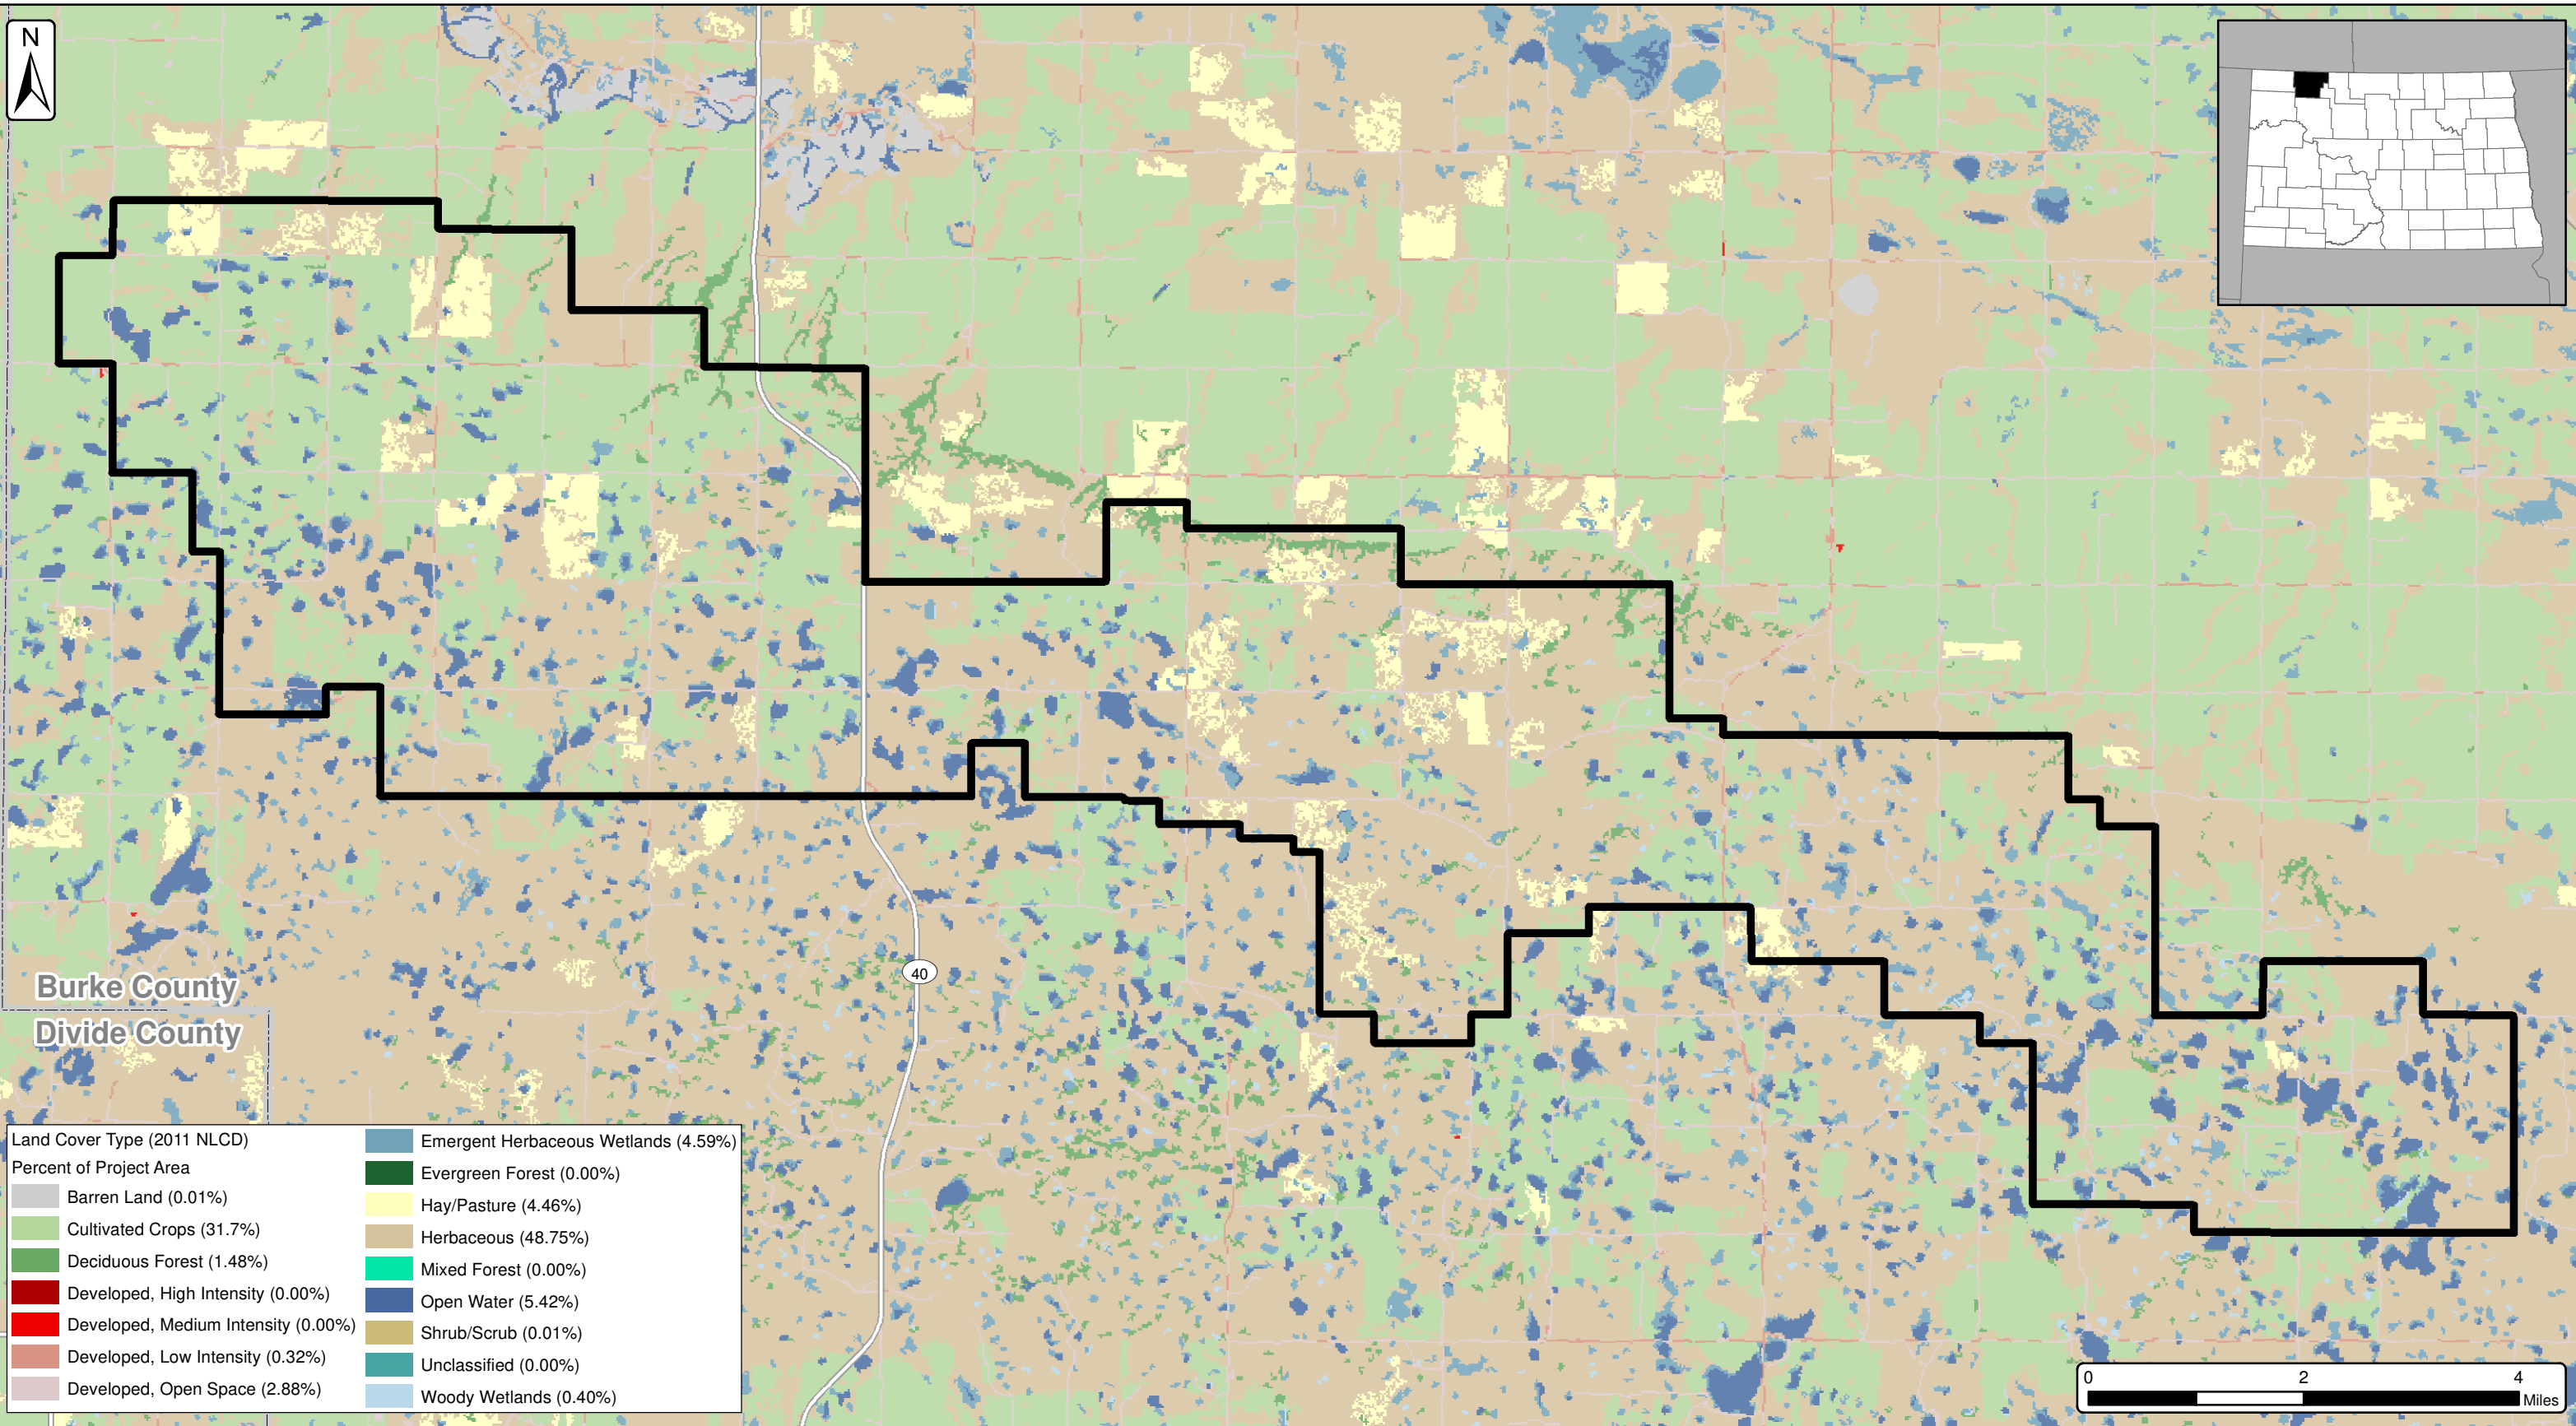 N
40
Burke County
Divide County
Land Cover Type (2011 NLCD)
Percent of Project Area
Barren Land (0.01%)
Cultivated Crops (31.7%)
Deciduous Forest (1.48%)
Developed, High Intensity (0.00%)
Developed, Medium Intensity (0.00%)
Developed, Low Intensity (0.32%)
Developed, Open Space (2.88%)
Emergent Herbaceous Wetlands (4.59%)
Evergreen Forest (0.00%)
Hay/Pasture (4.46%)
Herbaceous (48.75%)
Mixed Forest (0.00%)
Open Water (5.42%)
Shrub/Scrub (0.01%)
Unclassified (0.00%)
Woody Wetlands (0.40%)
0 2 4
Miles